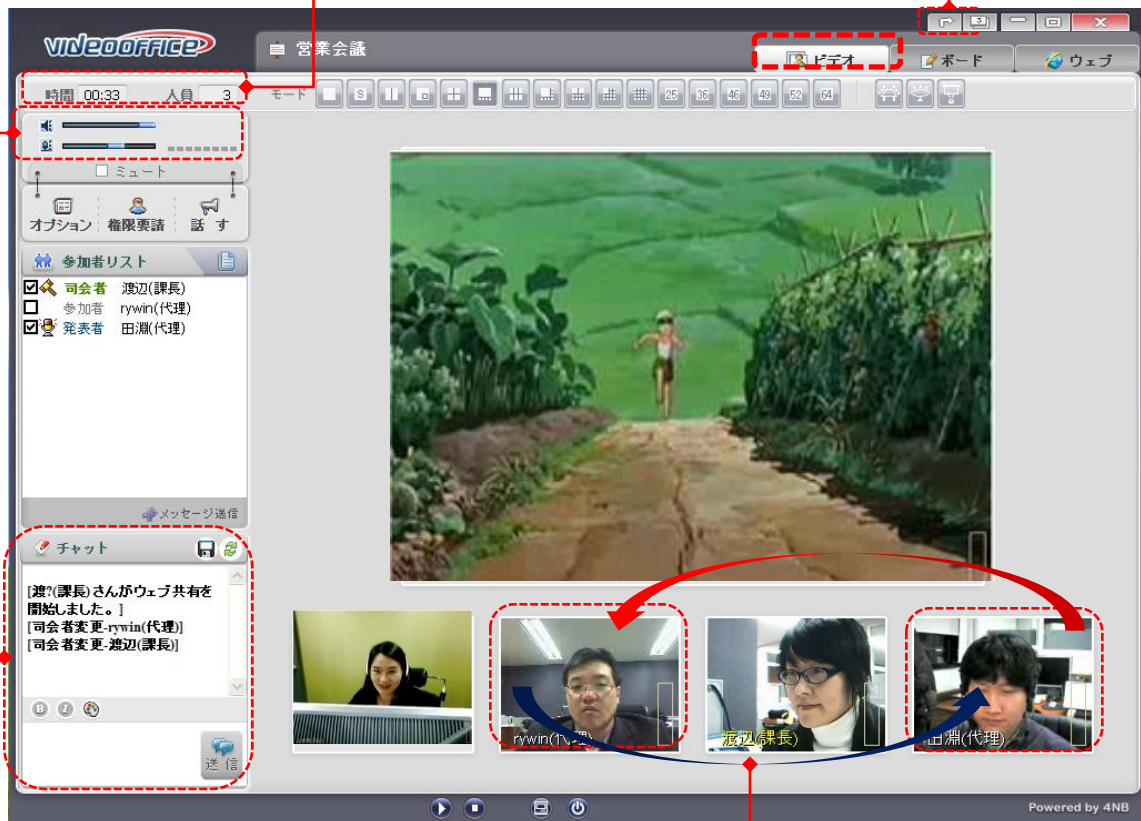 VIDEOOFFICE
営業会議
ビデオ
ボード
ウェブ
時間 00:33 人員 3
モード
S
25 36 46 49 52 64
ミュート
オプション 権限要請 話 す
参加者リスト
司会者 渡辺(課長)
参加者 rywin(代理)
発表者 田淵(代理)
メッセージ送信
チャット
[渡?(課長)さんがウェブ共有を
開始しました。]
[司会者変更-rywin(代理)]
[司会者変更-渡辺(課長)]
B I
送 信
rywin(代理)
渡辺(課長)
田淵(代理)
Powered by 4NB